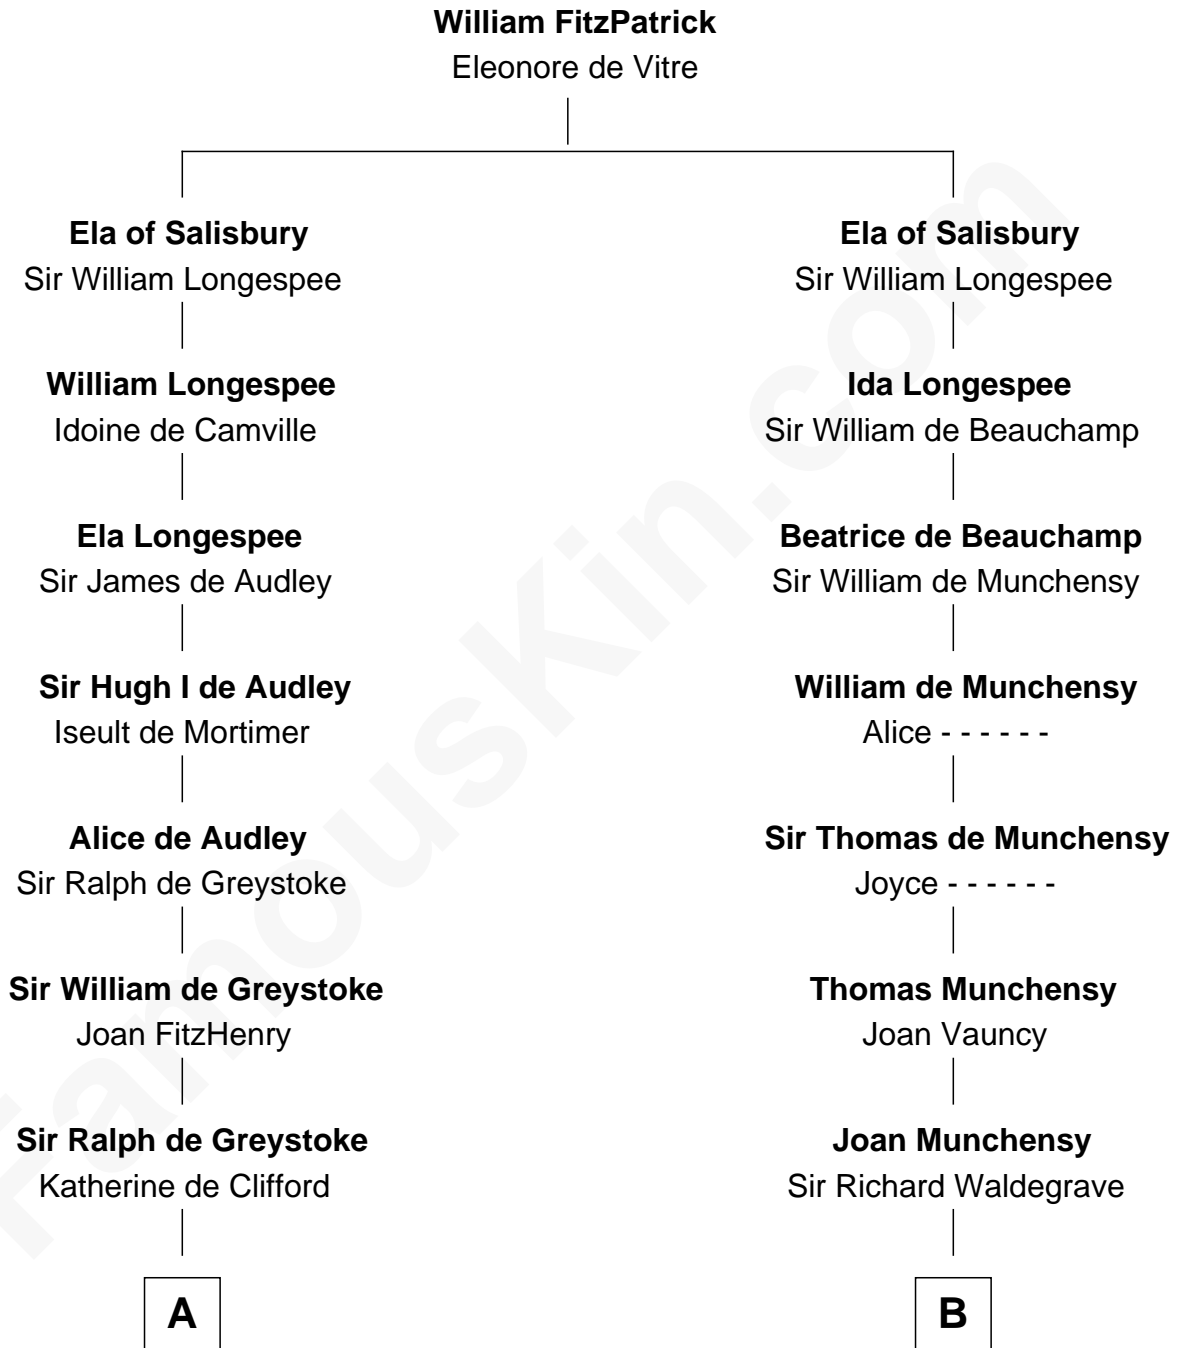 William FitzPatrick
Eleonore de Vitre
Ela of Salisbury
Sir William Longespee
William Longespee
Idoine de Camville
Ela Longespee
Sir James de Audley
Sir Hugh I de Audley
Iseult de Mortimer
Alice de Audley
Sir Ralph de Greystoke
Sir William de Greystoke
Joan FitzHenry
Sir Ralph de Greystoke
Katherine de Clifford
A
Ela of Salisbury
Sir William Longespee
Ida Longespee
Sir William de Beauchamp
Beatrice de Beauchamp
Sir William de Munchensy
William de Munchensy
Alice - - - - - -
Sir Thomas de Munchensy
Joyce - - - - - -
Thomas Munchensy
Joan Vauncy
Joan Munchensy
Sir Richard Waldegrave
B
FamousKin.com